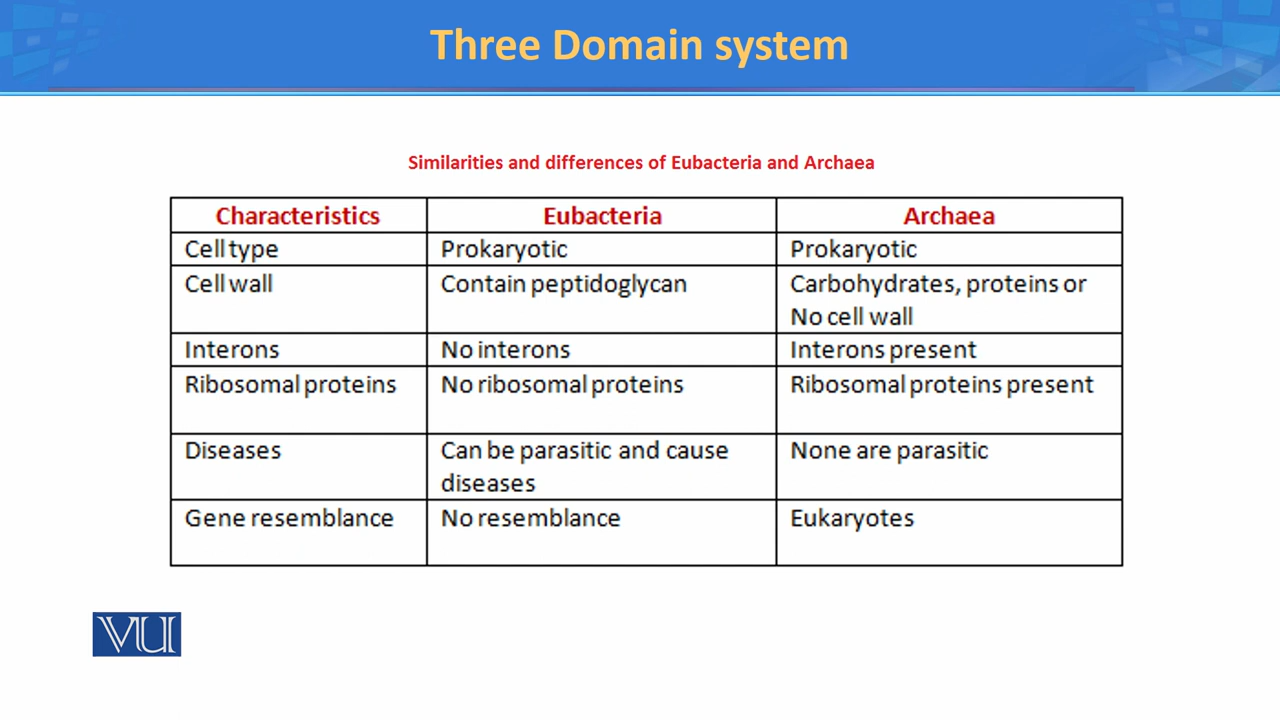 Three Domain system
Similarities and differences of Eubacteria and Archaea
Characteristics Eubacteria Archaea
Cell type Prokaryotic Prokaryotic
Cell wall Contain peptidoglycan Carbohydrates, proteins or
No cell wall
Interons No interons Interons present
Ribosomal proteins No ribosomal proteins Ribosomal proteins present
Diseases Can be parasitic and cause None are parasitic
diseases
Gene resemblance No resemblance Eukaryotes
VU